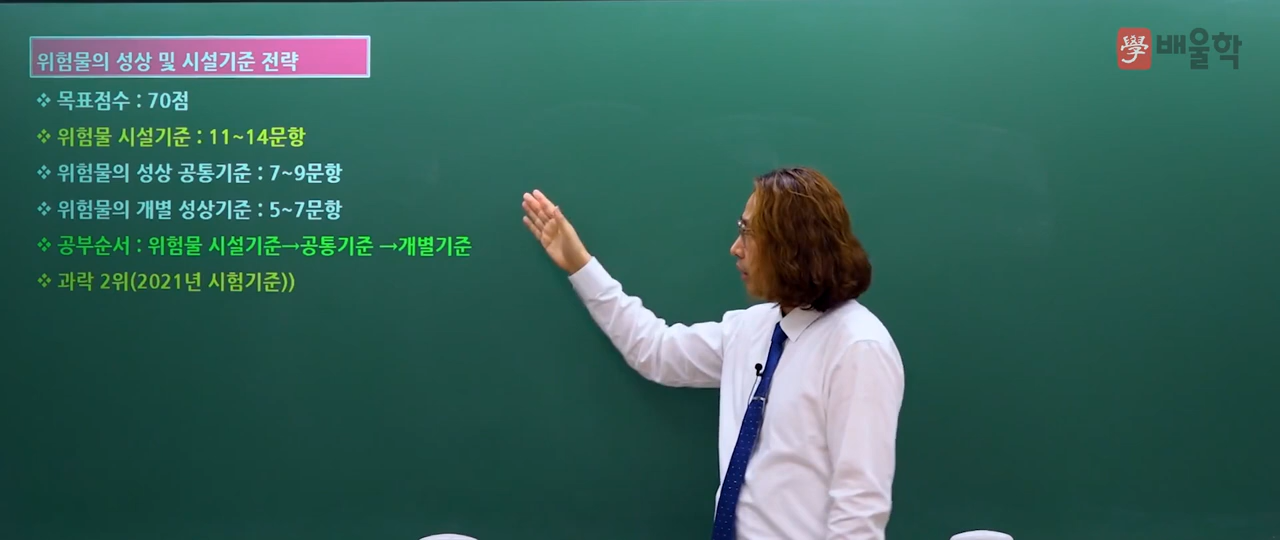 위험물의 성상 및 시설기준 전략
學 배울학
❖ 목표점수 : 70점
❖ 위험물 시설기준 : 11~14문항
❖ 위험물의 성상 공통기준 : 7~9문항
❖ 위험물의 개별 성상기준 : 5~7문항
❖ 공부순서 : 위험물 시설기준→공통기준 →개별기준
❖ 과락 2위(2021년 시험기준))